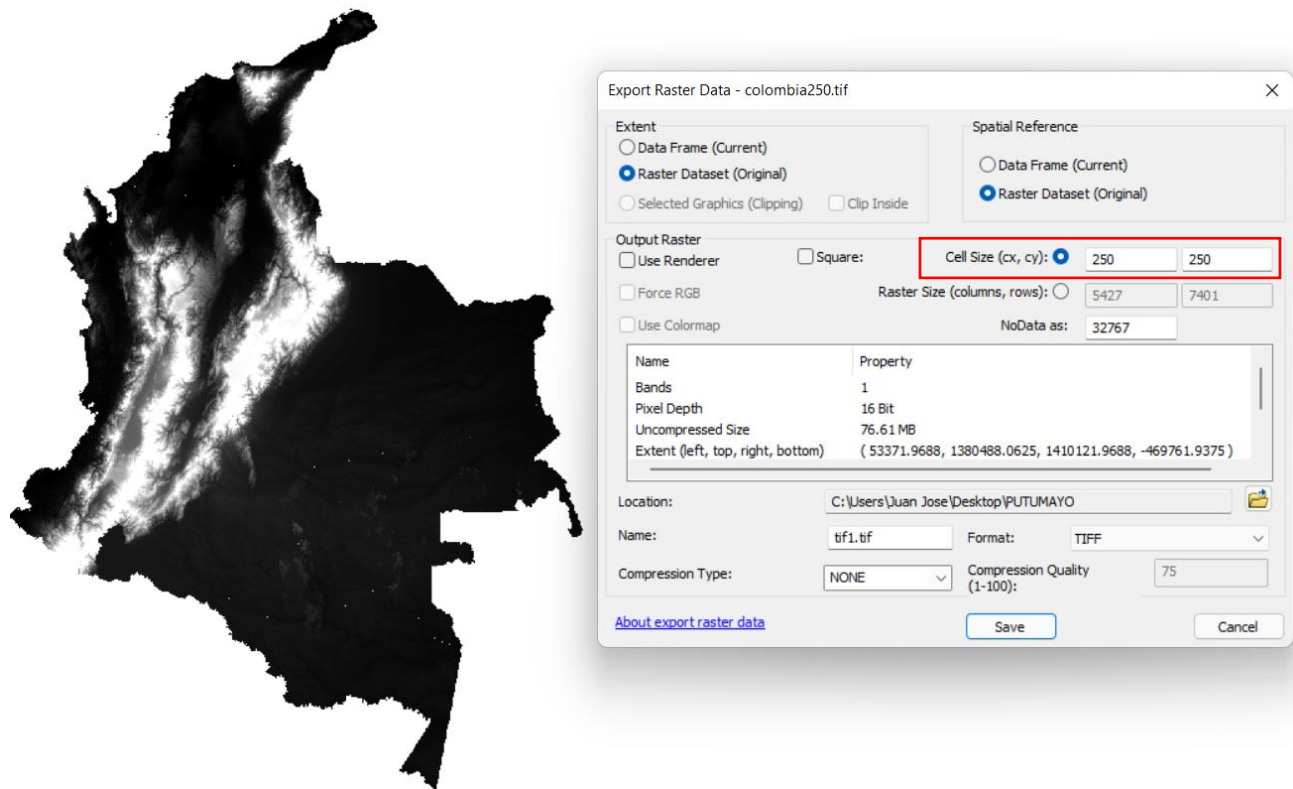 Export Raster Data - colombia250.tif
Extent
Data Frame (Current)
Raster Dataset (Original)
Selected Graphics (Clipping) Clip Inside
Spatial Reference
Data Frame (Current)
Raster Dataset (Original)
Output Raster
Use Renderer Square: Cell Size (cx, cy): 250 250
Force RGB Raster Size (columns, rows): 5427 7401
Use Colormap NoData as: 32767
Name Property
Bands 1
Pixel Depth 16 Bit
Uncompressed Size 76.61 MB
Extent (left, top, right, bottom) ( 53371.9688, 1380488.0625, 1410121.9688, -469761.9375 )
Location: C:\Users\Juan Jose\Desktop\PUTUMAYO
Name: tif1.tif Format: TIFF
Compression Type: NONE Compression Quality (1-100): 75
About export raster data Save Cancel